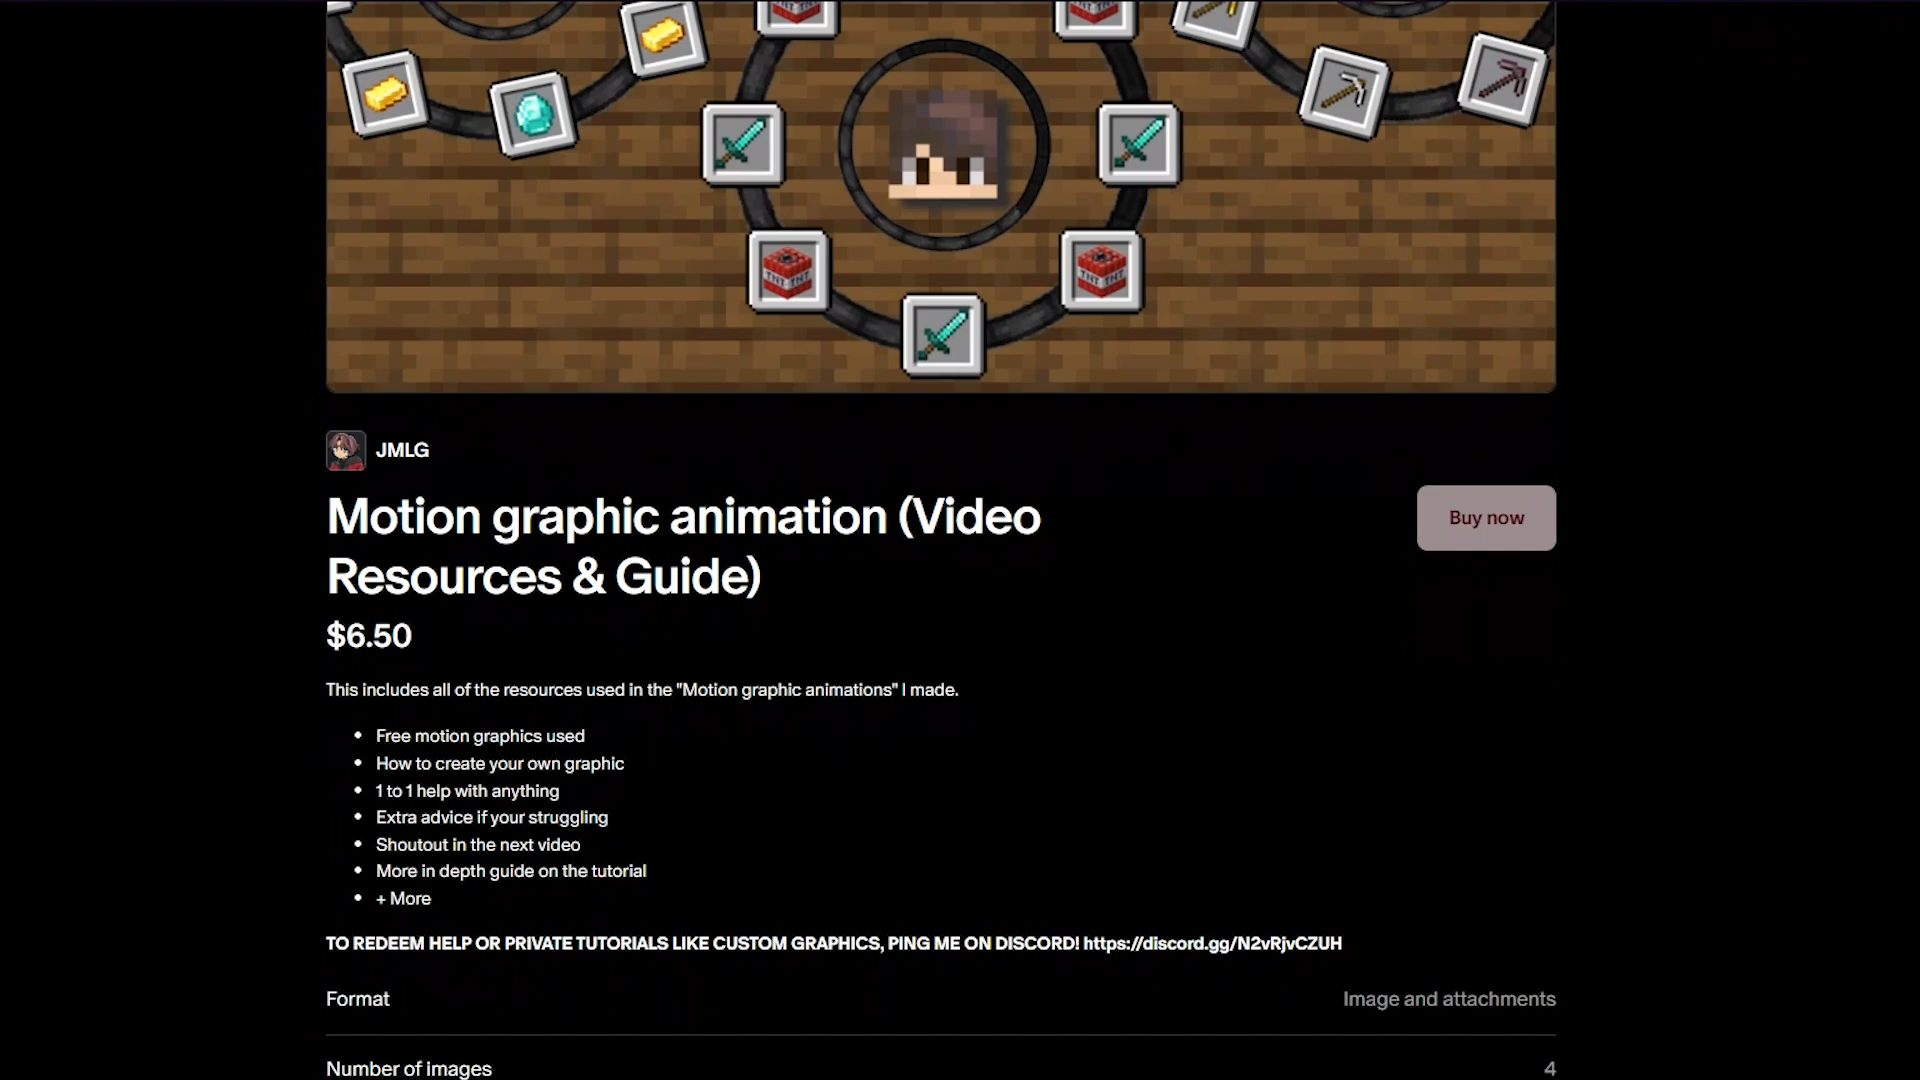 TNT TNT
TNT TNT
JMLG
Motion graphic animation (Video
Resources & Guide)
Buy now
$6.50
This includes all of the resources used in the "Motion graphic animations" I made.
• Free motion graphics used
• How to create your own graphic
• 1 to 1 help with anything
• Extra advice if your struggling
• Shoutout in the next video
• More in depth guide on the tutorial
• + More
TO REDEEM HELP OR PRIVATE TUTORIALS LIKE CUSTOM GRAPHICS, PING ME ON DISCORD! https://discord.gg/N2vRjvCZUH
Format Image and attachments
Number of images 4